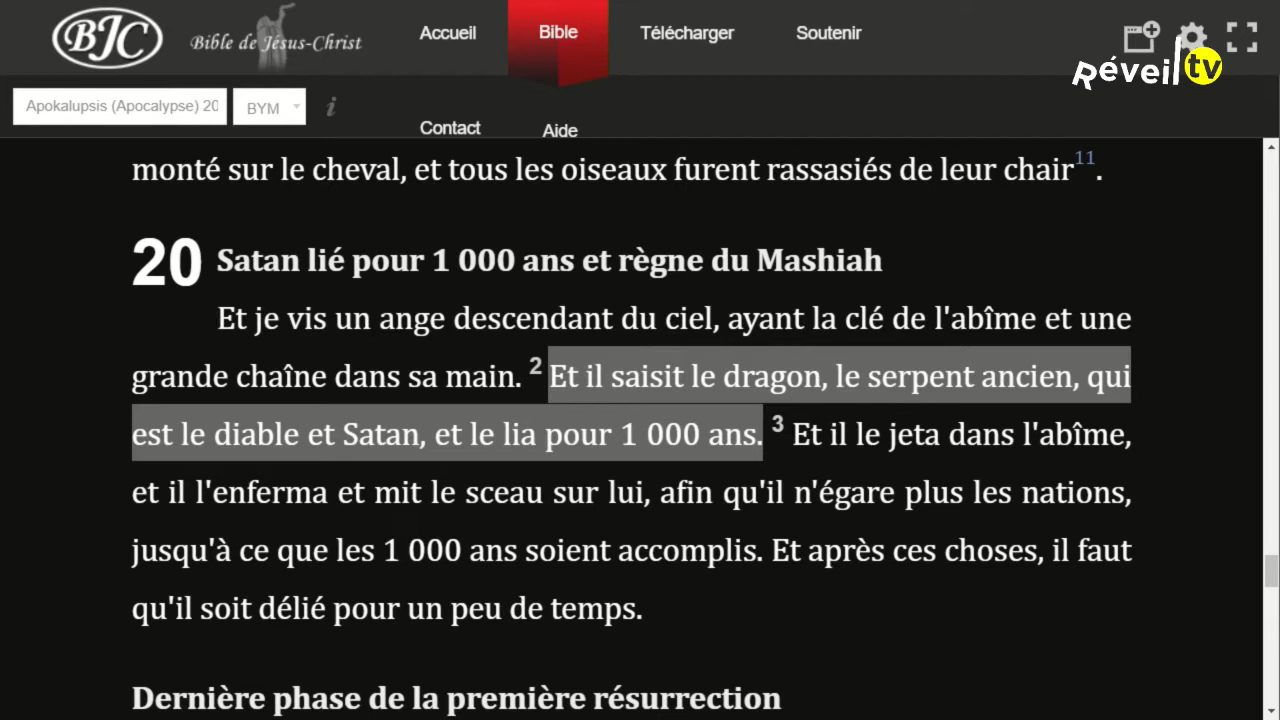 BJC Bible de Jésus-Christ
Accueil Bible Télécharger Soutenir
Réveil tv
Apokalupsis (Apocalypse) 20 BYM i
Contact Aide
monté sur le cheval, et tous les oiseaux furent rassasiés de leur chair11.
20 Satan lié pour 1 000 ans et règne du Mashiah
Et je vis un ange descendant du ciel, ayant la clé de l'abîme et une
grande chaîne dans sa main. 2 Et il saisit le dragon, le serpent ancien, qui
est le diable et Satan, et le lia pour 1 000 ans. 3 Et il le jeta dans l'abîme,
et il l'enferma et mit le sceau sur lui, afin qu'il n'égare plus les nations,
jusqu'à ce que les 1 000 ans soient accomplis. Et après ces choses, il faut
qu'il soit délié pour un peu de temps.
Dernière phase de la première résurrection